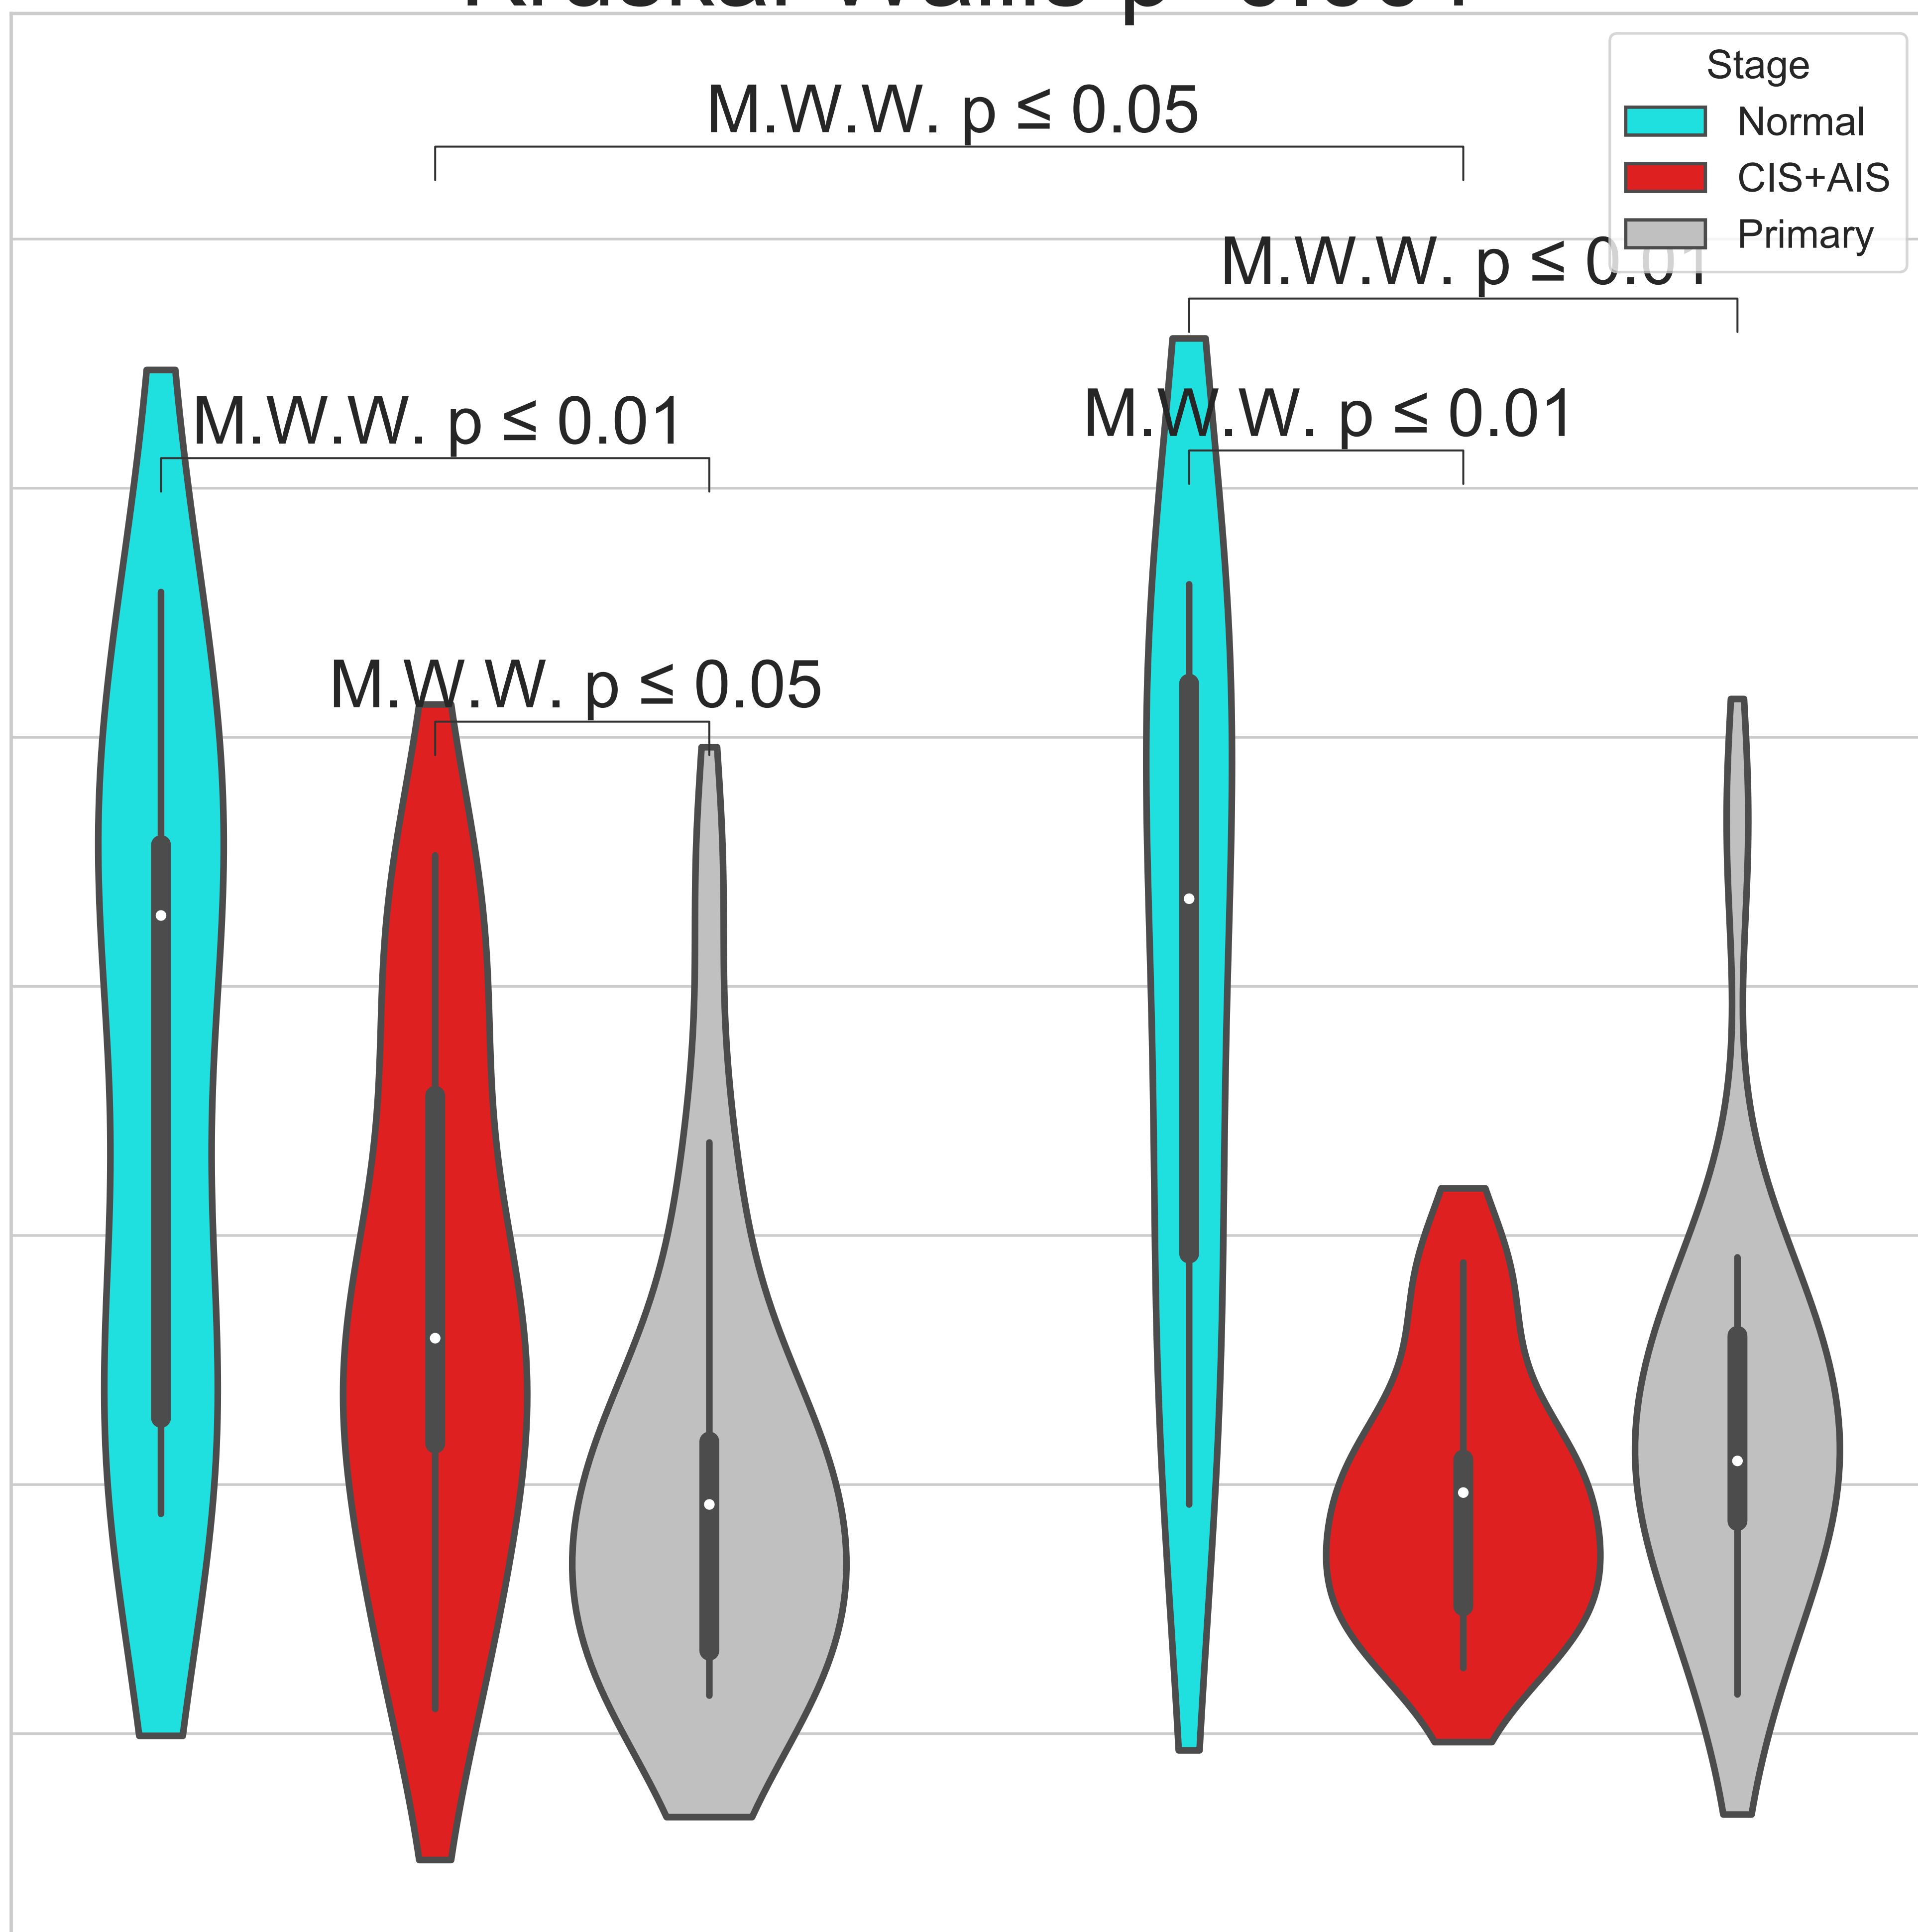 Stage
Normal
CIS+AIS
Primary
M.W.W. p ≤ 0.05
M.W.W. p ≤ 0.01
M.W.W. p ≤ 0.01
M.W.W. p ≤ 0.01
M.W.W. p ≤ 0.05